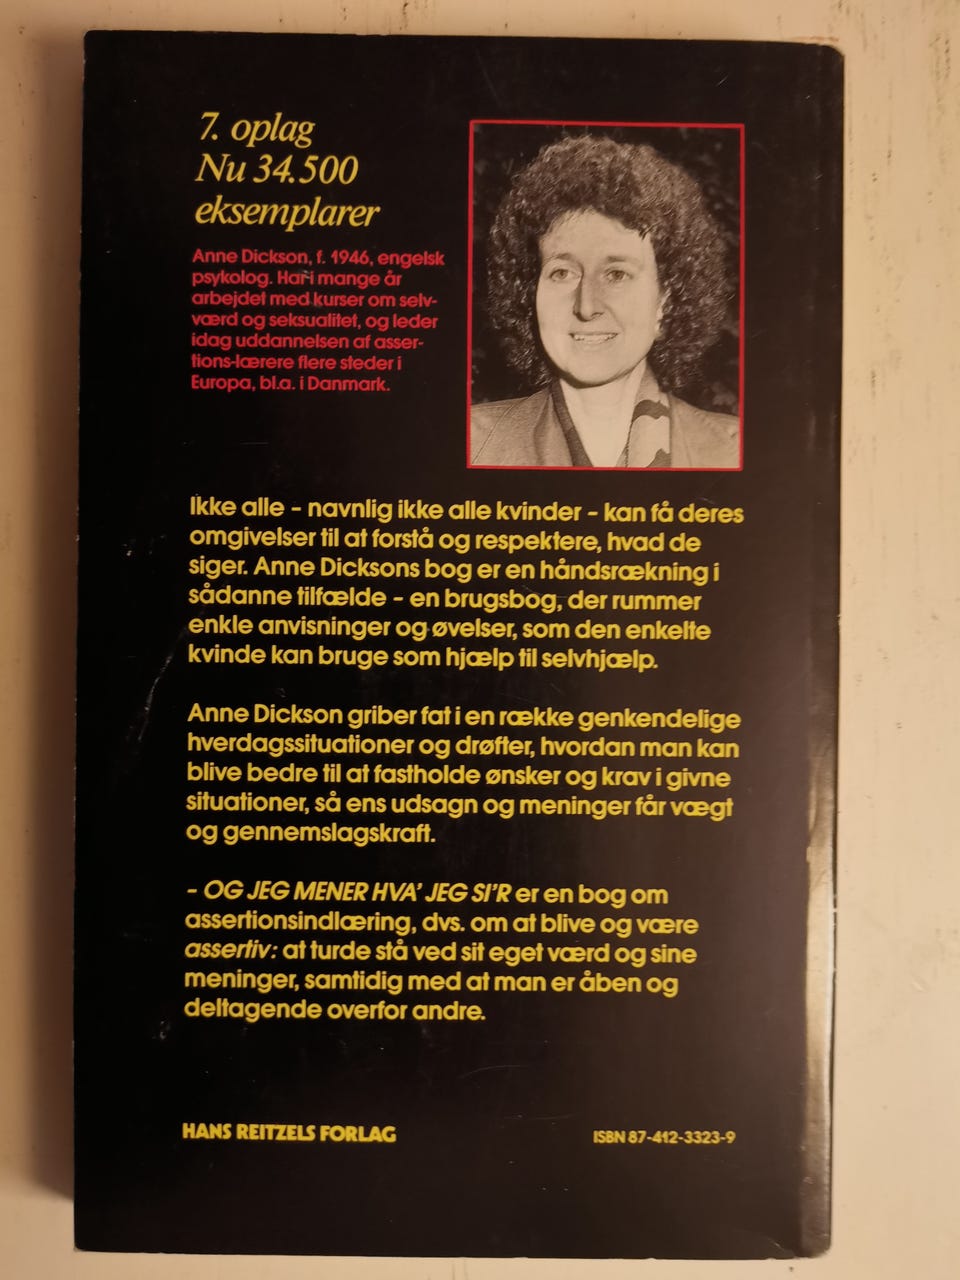 7. oplag
Nu 34.500
eksemplarer
Anne Dickson, f. 1946, engelsk
psykolog. Har i mange år
arbejdet med kurser om selv-
værd og seksualitet, og leder
idag uddannelsen af asser-
tions-lærere flere steder i
Europa, bl.a. i Danmark.
Ikke alle – navnlig ikke alle kvinder – kan få deres
omgivelser til at forstå og respektere, hvad de
siger. Anne Dicksons bog er en håndsrækning i
sådanne tilfælde – en brugsbog, der rummer
enkle anvisninger og øvelser, som den enkelte
kvinde kan bruge som hjælp til selvhjælp.
Anne Dickson griber fat i en række genkendelige
hverdagssituationer og drøfter, hvordan man kan
blive bedre til at fastholde ønsker og krav i givne
situationer, så ens udsagn og meninger får vægt
og gennemslagskraft.
– OG JEG MENER HVA' JEG SI'R er en bog om
assertionsindlæring, dvs. om at blive og være
assertiv: at turde stå ved sit eget værd og sine
meninger, samtidig med at man er åben og
deltagende overfor andre.
HANS REITZELS FORLAG
ISBN 87-412-3323-9